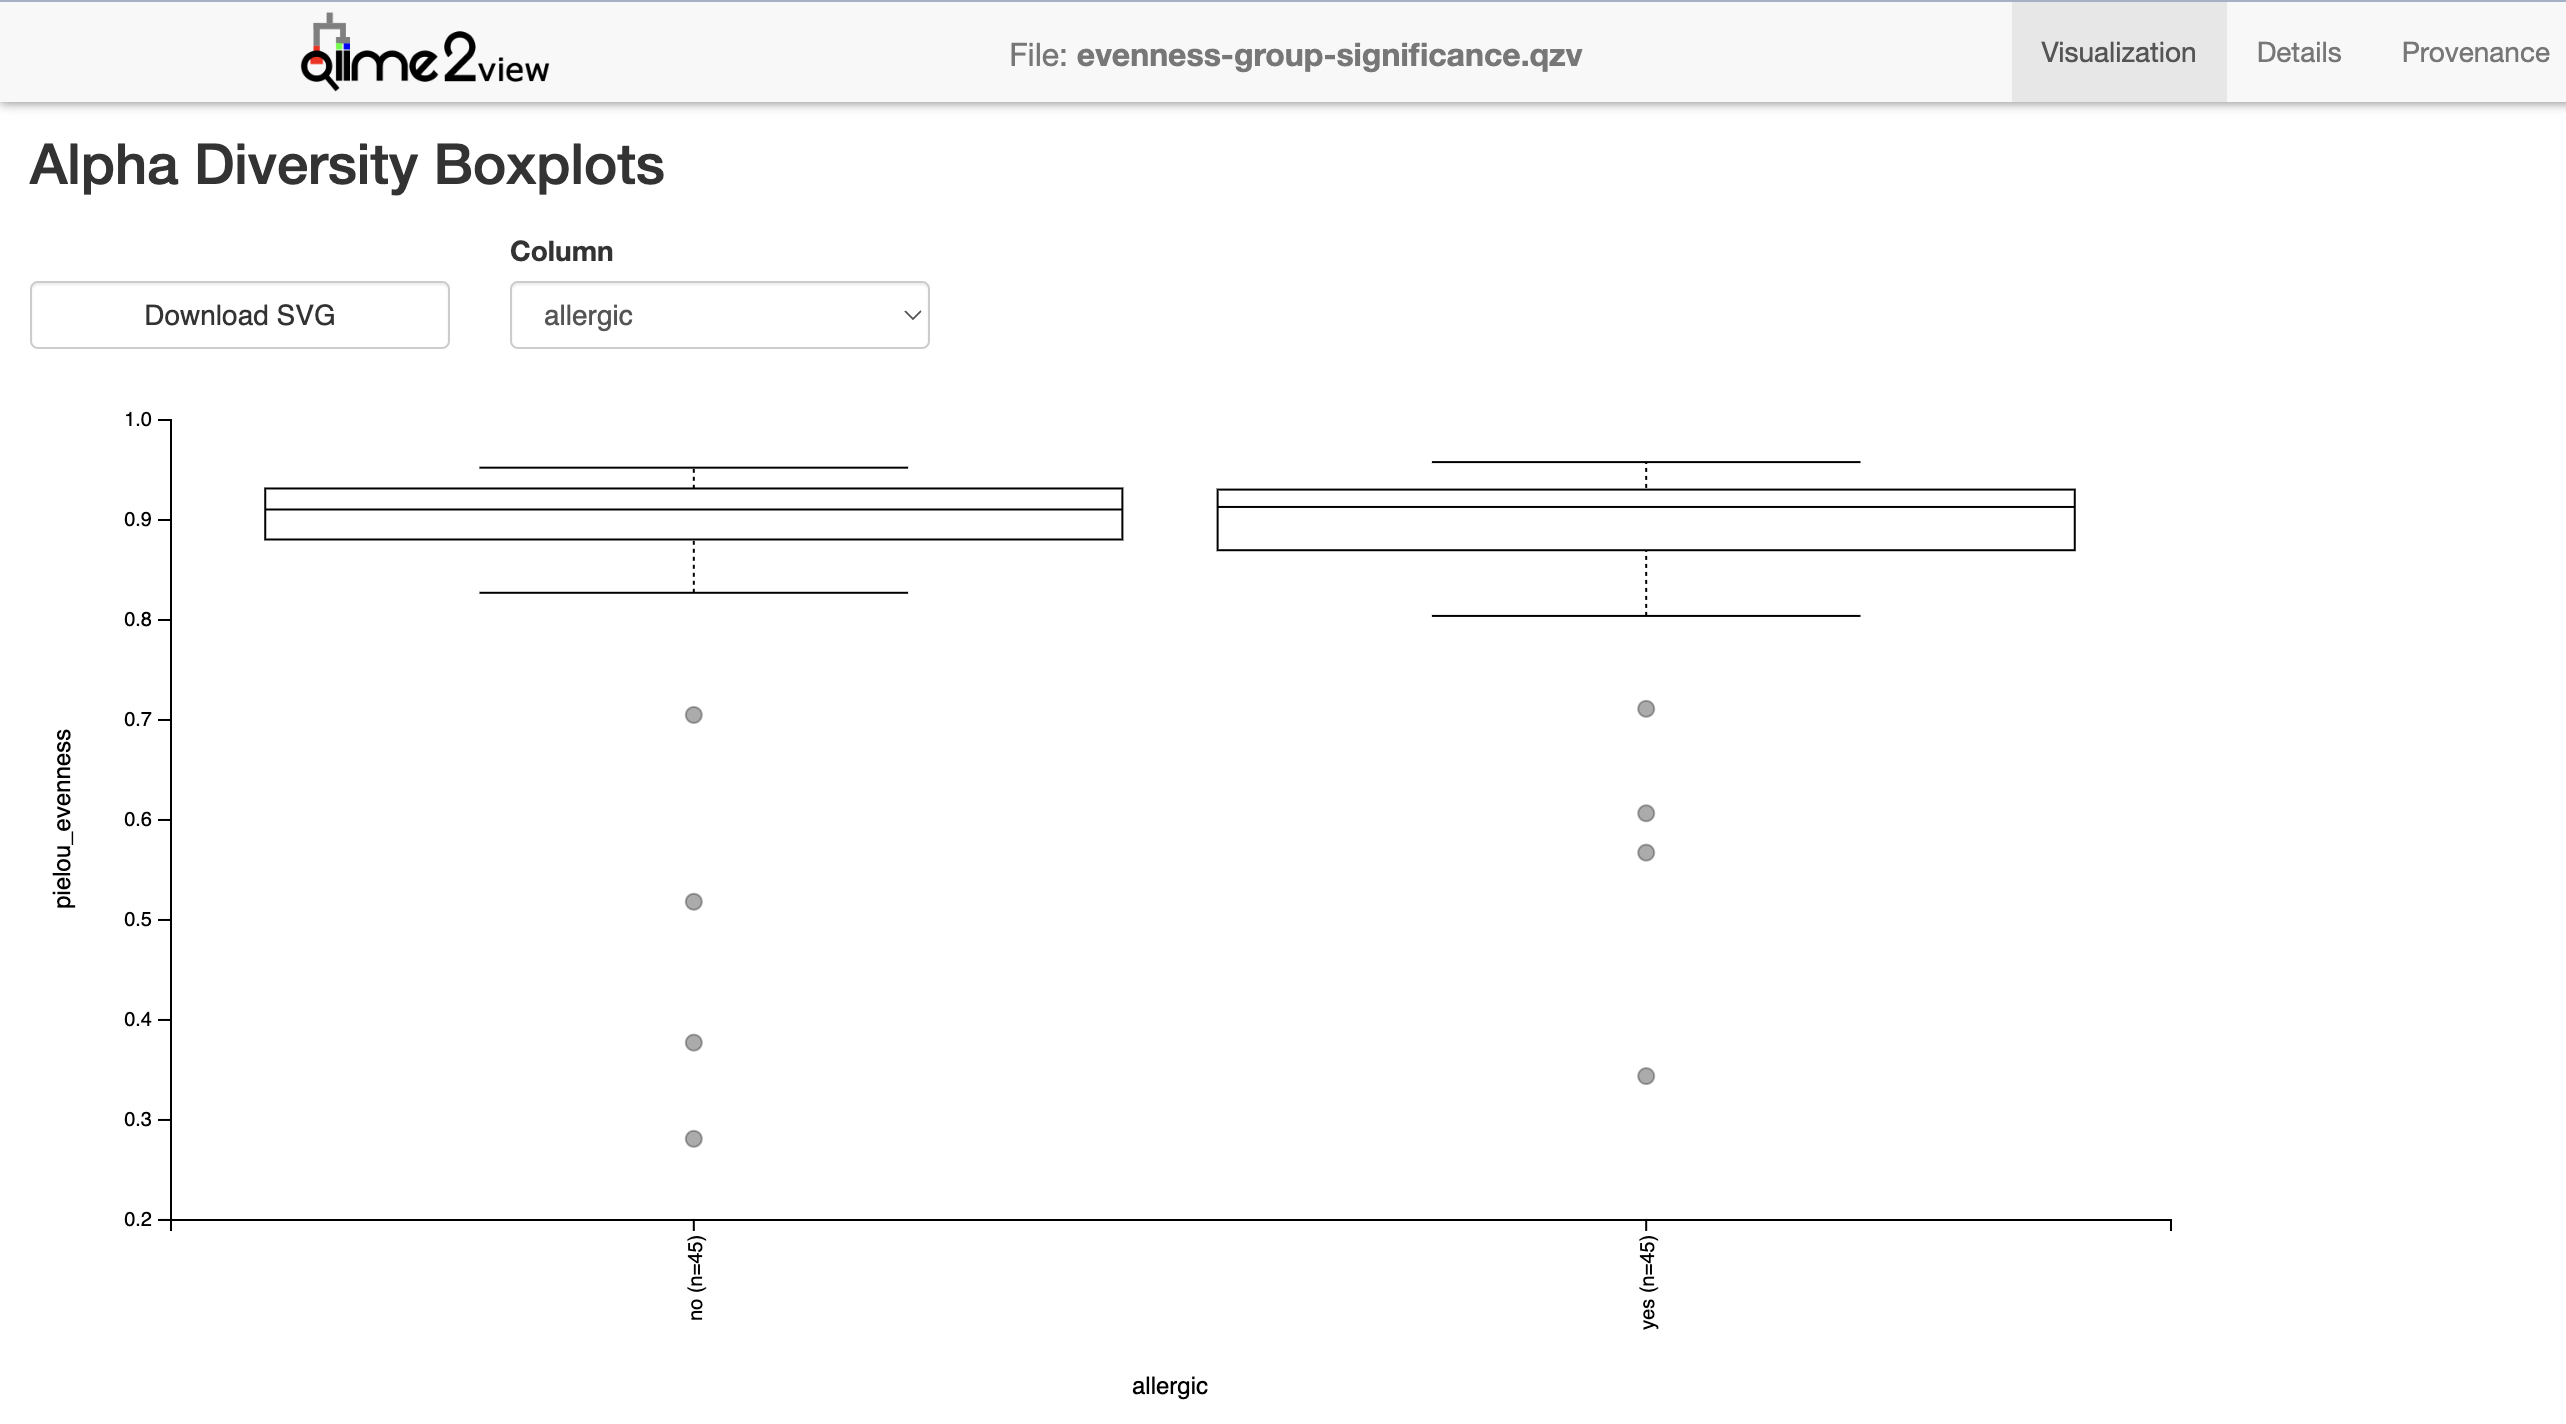 qiime2view
File: evenness-group-significance.qzv
Visualization
Details
Provenance
Alpha Diversity Boxplots
Column
Download SVG
allergic
1.0
0.9
0.8
0.7
0.6
0.5
0.4
0.3
0.2
pielou_evenness
no (n=45)
yes (n=45)
allergic